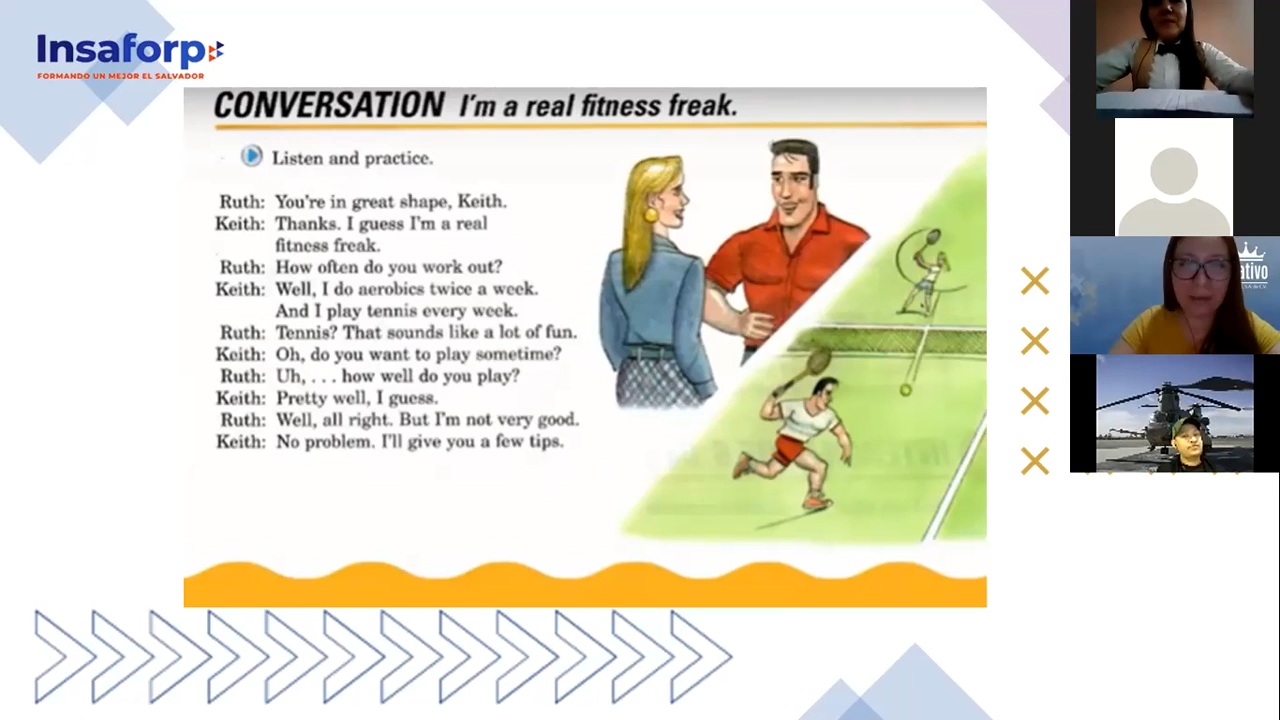 Insaforp
FORMANDO UN MEJOR EL SALVADOR
CONVERSATION I'm a real fitness freak.
Listen and practice.
Ruth: You're in great shape, Keith.
Keith: Thanks. I guess I'm a real
fitness freak.
Ruth: How often do you work out?
Keith: Well, I do aerobics twice a week.
And I play tennis every week.
Ruth: Tennis? That sounds like a lot of fun.
Keith: Oh, do you want to play sometime?
Ruth: Uh, . . . how well do you play?
Keith: Pretty well, I guess.
Ruth: Well, all right. But I'm not very good.
Keith: No problem. I'll give you a few tips.